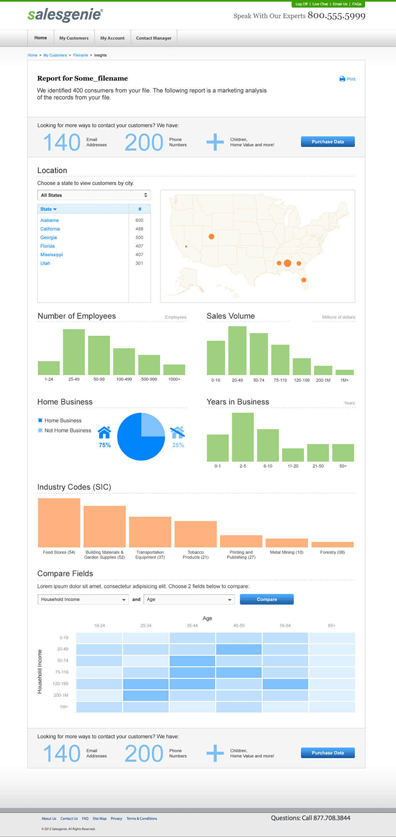 Log Off | Live Chat | Email Us | FAQs
salesgenie®
Speak With Our Experts 800.555.5999
Home My Customers My Account Contact Manager
Home > My Customers > Filename > Insights
Report for Some_filename
Print
We identified 400 consumers from your file. The following report is a marketing analysis
of the records from your file.
Looking for more ways to contact your customers? We have:
140 Email Addresses 200 Phone Numbers + Children, Home Value and more! Purchase Data
Location
Choose a state to view customers by city.
All States
State #
Alabama 600
California 488
Georgia 500
Florida 407
Mississippi 407
Utah 361
Number of Employees Employees
1-24 25-49 50-99 100-499 500-999 1000+
Sales Volume Millions of dollars
0-19 20-49 50-74 75-119 120-199 200-1M 1M+
Home Business
Home Business
Not Home Business
75% 25%
Years in Business Years
0-1 2-5 6-10 11-20 21-50 50+
Industry Codes (SIC)
Food Stores (54) Building Materials & Garden Supplies (52) Transportation Equipment (37) Tobacco Products (21) Printing and Publishing (27) Metal Mining (10) Forestry (08)
Compare Fields
Lorem ipsum dolor sit amet, consectetur adipisicing elit. Choose 2 fields below to compare:
Household Income and Age Compare
Age
18-24 25-34 35-44 45-55 55-64 65+
Household Income
0-19
20-49
50-74
75-119
120-199
200-1M
1M+
Looking for more ways to contact your customers? We have:
140 Email Addresses 200 Phone Numbers + Children, Home Value and more! Purchase Data
About Us Contact Us FAQ Site Map Privacy Terms & Conditions
Questions: Call 877.708.3844
© 2012 Salesgenie. All Rights Reserved.